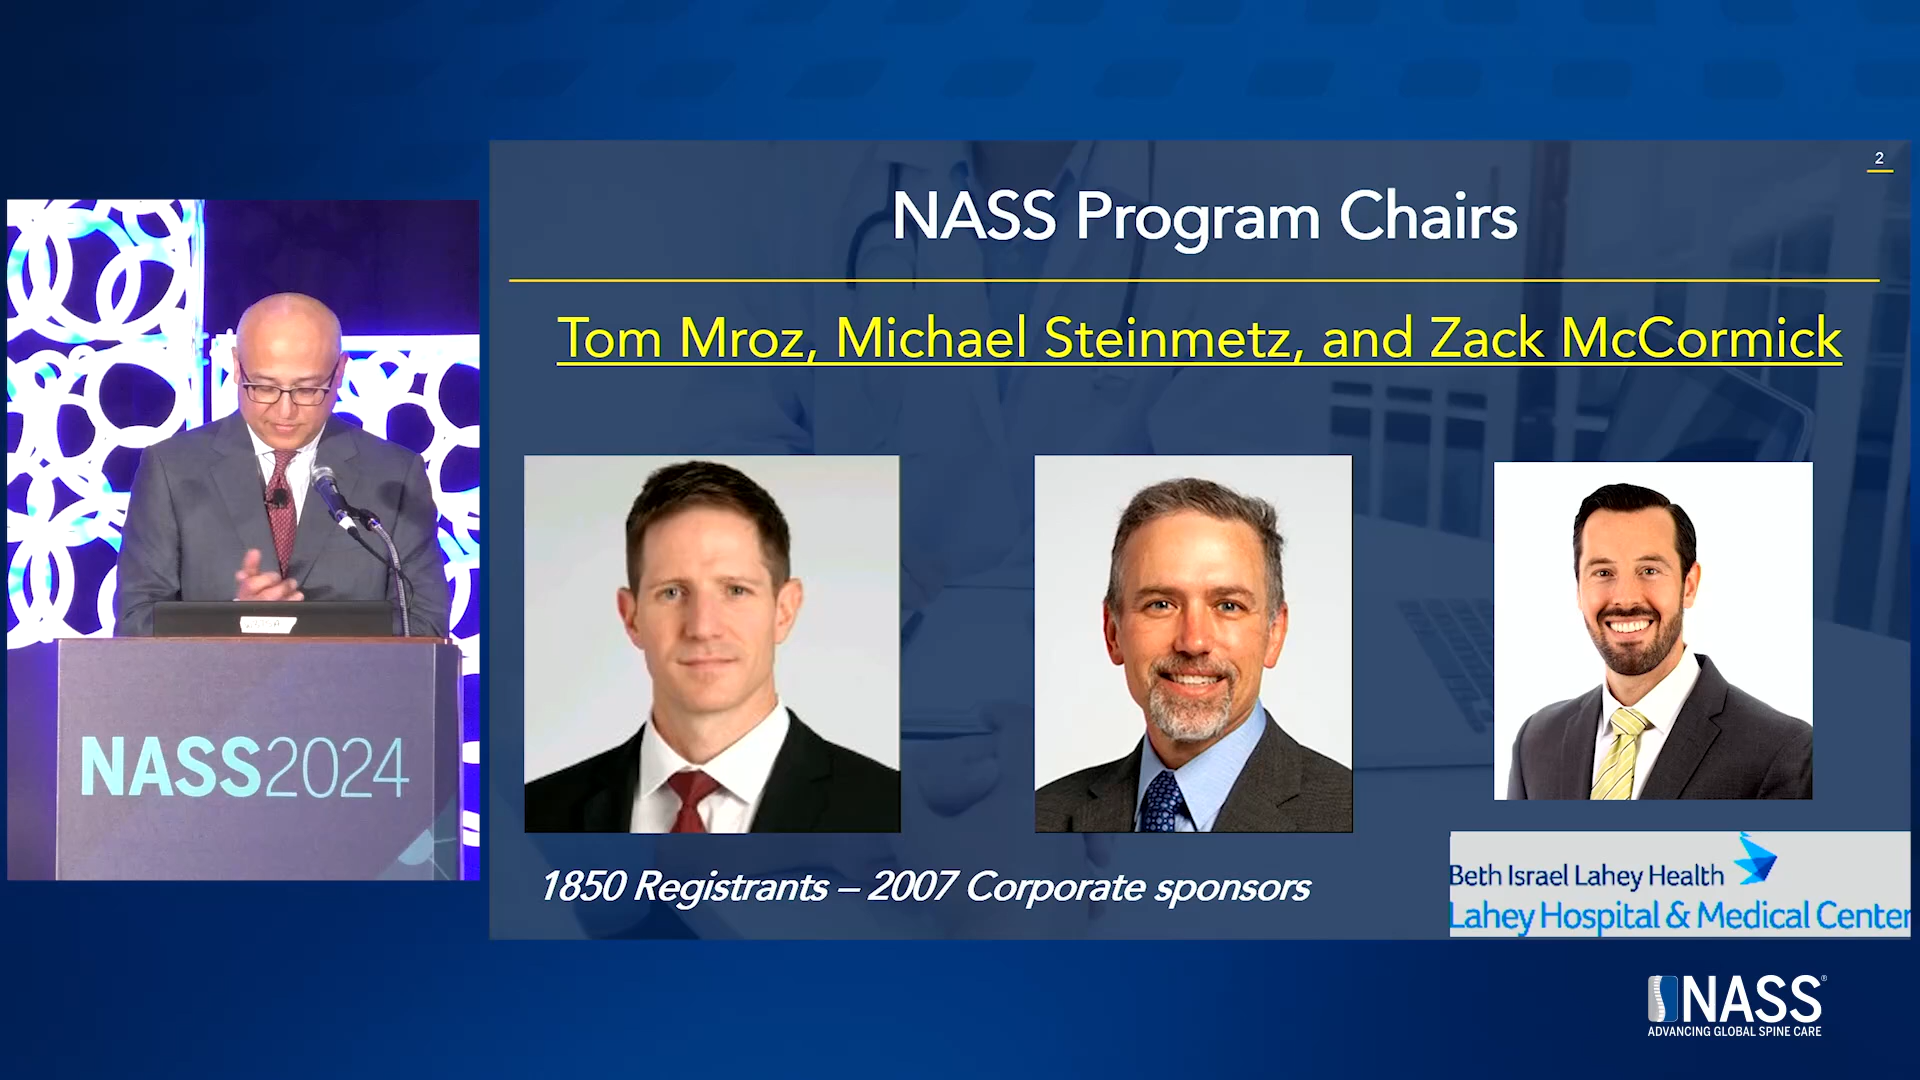 2
NASS Program Chairs
Tom Mroz, Michael Steinmetz, and Zack McCormick
1850 Registrants – 2007 Corporate sponsors
Beth Israel Lahey Health
Lahey Hospital & Medical Center
NASS2024
NASS®
ADVANCING GLOBAL SPINE CARE